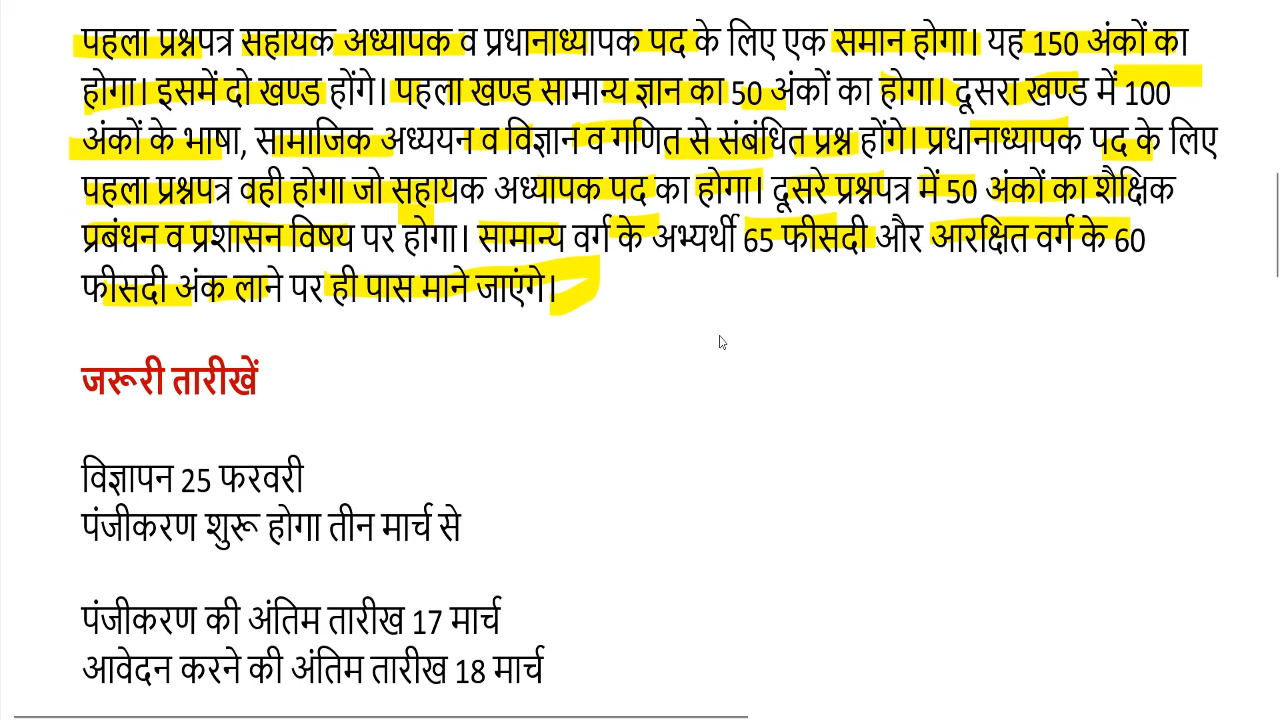 पहला प्रश्नपत्र सहायक अध्यापक व प्रधानाध्यापक पद के लिए एक समान होगा। यह 150 अंकों का
होगा। इसमें दो खण्ड होंगे। पहला खण्ड सामान्य ज्ञान का 50 अंकों का होगा। दूसरा खण्ड में 100
अंकों के भाषा, सामाजिक अध्ययन व विज्ञान व गणित से संबंधित प्रश्न होंगे। प्रधानाध्यापक पद के लिए
पहला प्रश्नपत्र वही होगा जो सहायक अध्यापक पद का होगा। दूसरे प्रश्नपत्र में 50 अंकों का शैक्षिक
प्रबंधन व प्रशासन विषय पर होगा। सामान्य वर्ग के अभ्यर्थी 65 फीसदी और आरक्षित वर्ग के 60
फीसदी अंक लाने पर ही पास माने जाएंगे।
जरूरी तारीखें
विज्ञापन 25 फरवरी
पंजीकरण शुरू होगा तीन मार्च से
पंजीकरण की अंतिम तारीख 17 मार्च
आवेदन करने की अंतिम तारीख 18 मार्च